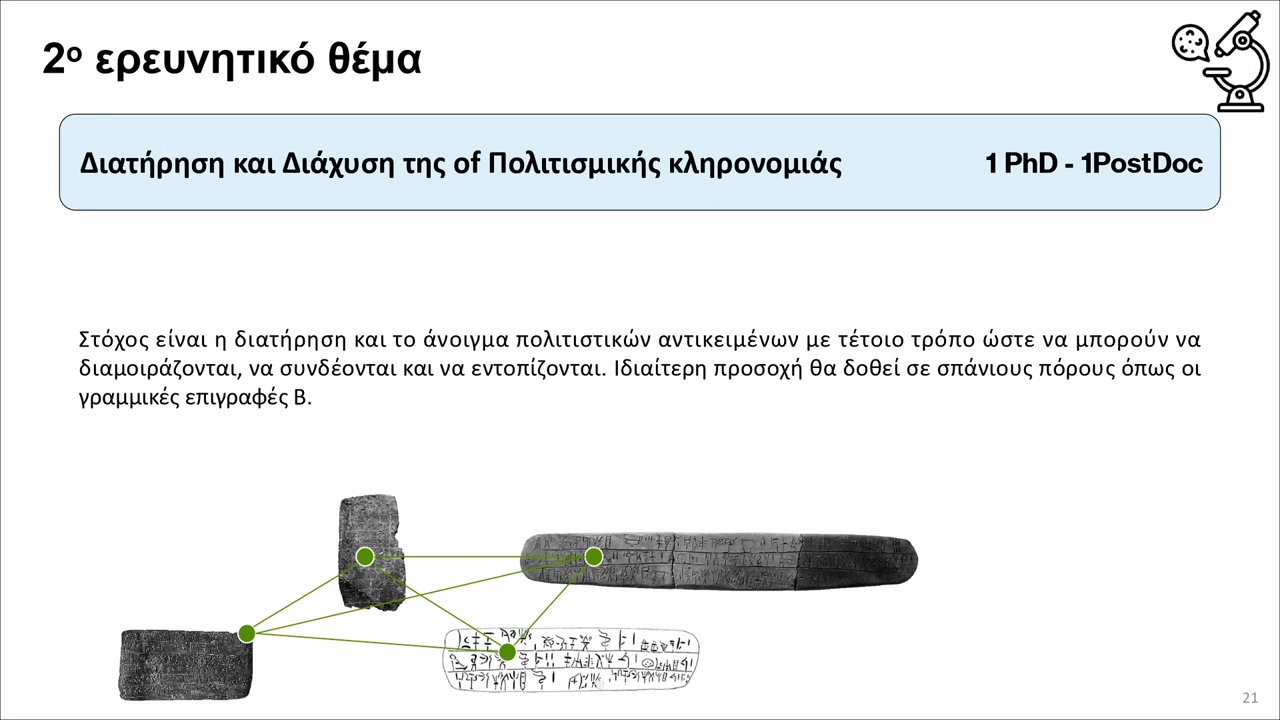 2ο ερευνητικό θέμα
Διατήρηση και Διάχυση της of Πολιτισμικής κληρονομιάς 1 PhD - 1PostDoc
Στόχος είναι η διατήρηση και το άνοιγμα πολιτιστικών αντικειμένων με τέτοιο τρόπο ώστε να μπορούν να
διαμοιράζονται, να συνδέονται και να εντοπίζονται. Ιδιαίτερη προσοχή θα δοθεί σε σπάνιους πόρους όπως οι
γραμμικές επιγραφές Β.
21